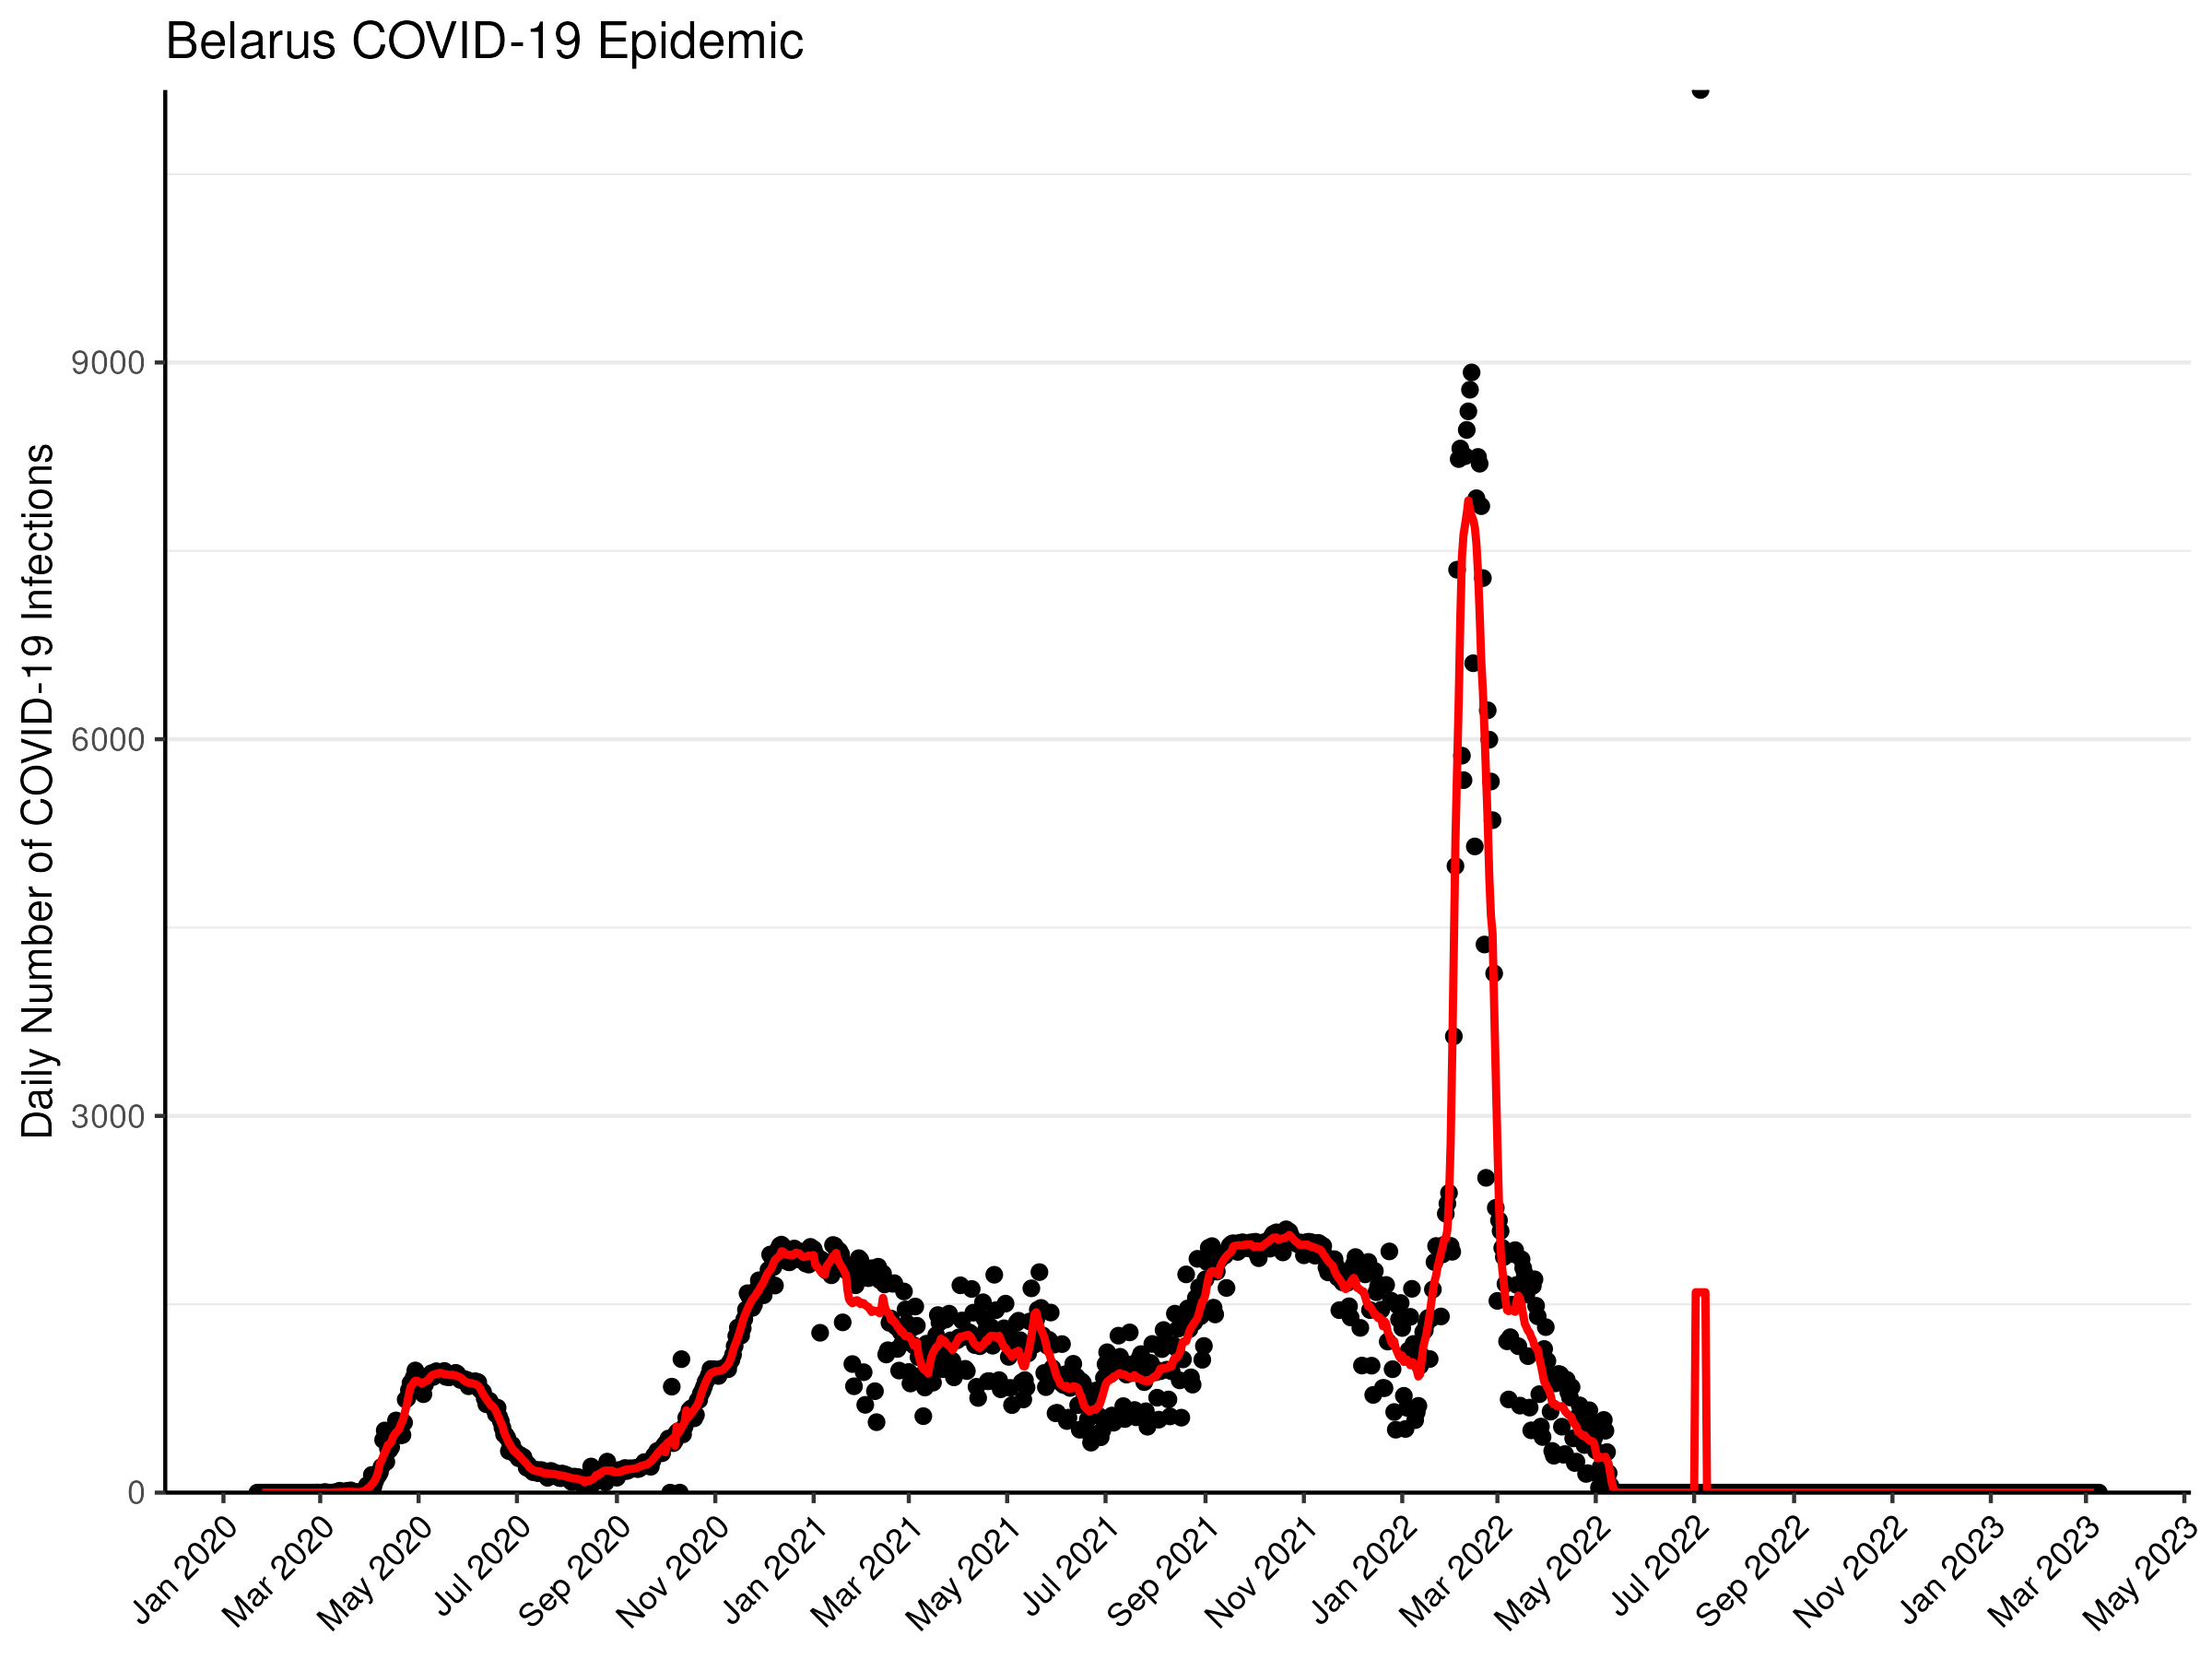 Belarus COVID-19 Epidemic
Daily Number of COVID-19 Infections
9000
6000
3000
0
Jan 2020
Mar 2020
May 2020
Jul 2020
Sep 2020
Nov 2020
Jan 2021
Mar 2021
May 2021
Jul 2021
Sep 2021
Nov 2021
Jan 2022
Mar 2022
May 2022
Jul 2022
Sep 2022
Nov 2022
Jan 2023
Mar 2023
May 2023